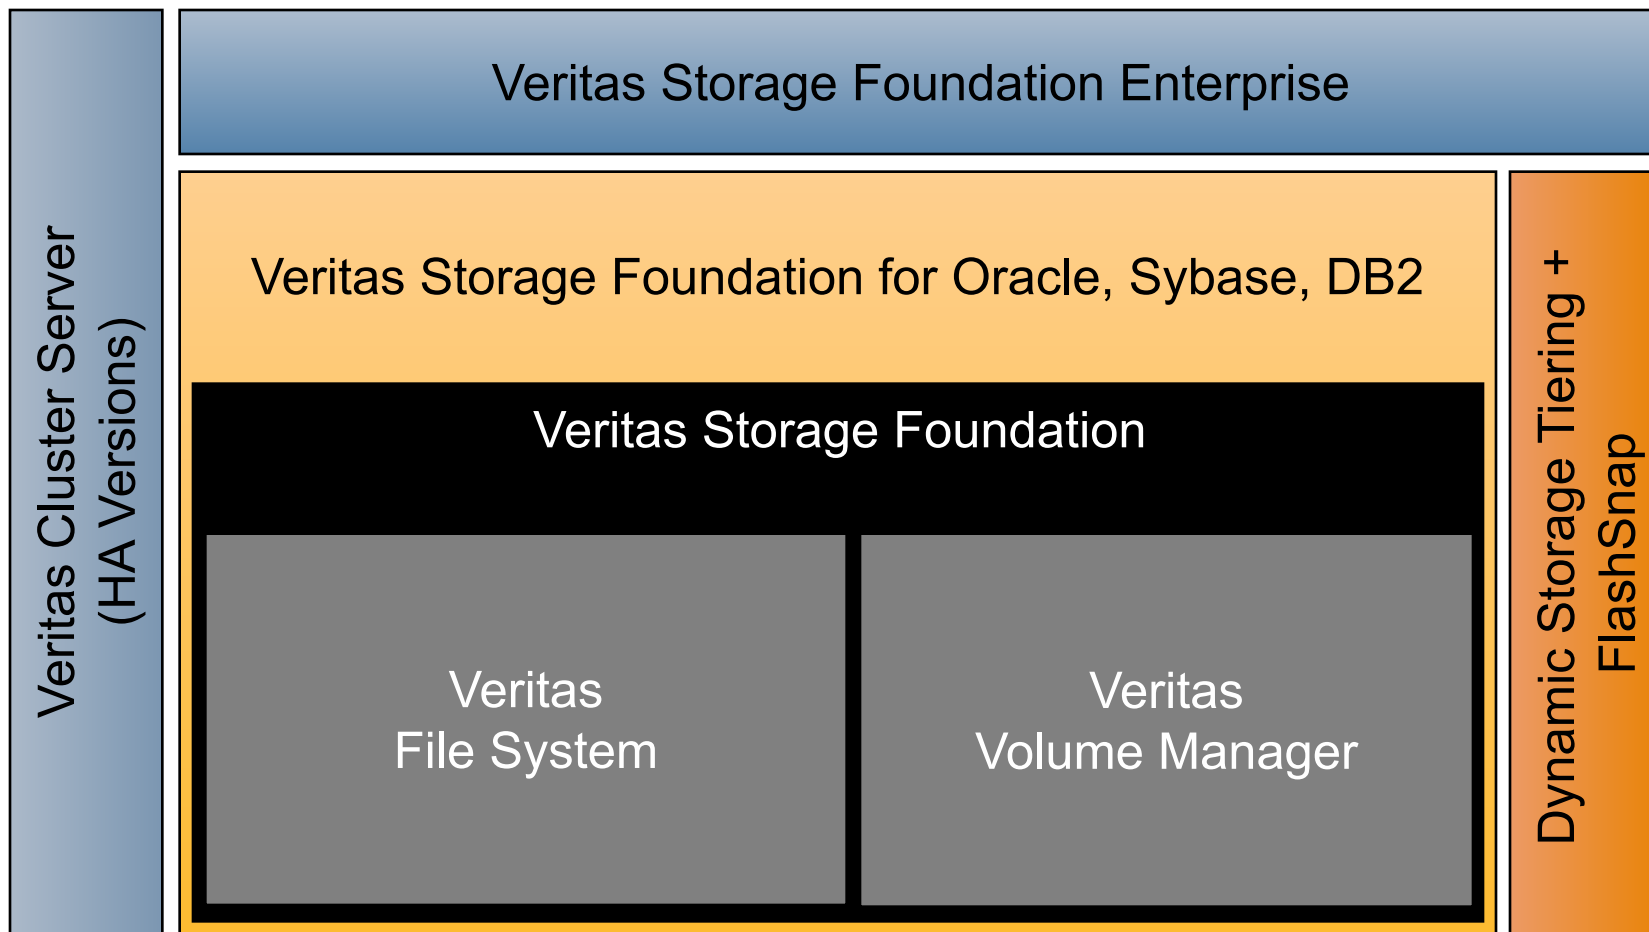 Veritas Storage Foundation Enterprise
Veritas Cluster Server
(HA Versions)
Veritas Storage Foundation for Oracle, Sybase, DB2
Veritas Storage Foundation
Veritas
File System
Veritas
Volume Manager
Dynamic Storage Tiering +
FlashSnap